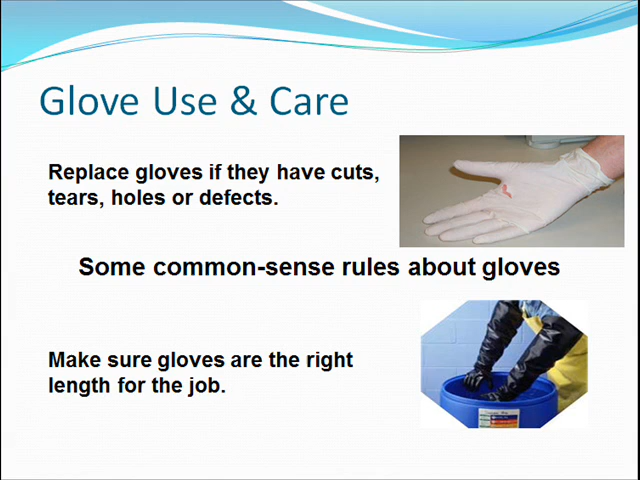 Glove Use & Care
Replace gloves if they have cuts,
tears, holes or defects.
Some common-sense rules about gloves
Make sure gloves are the right
length for the job.